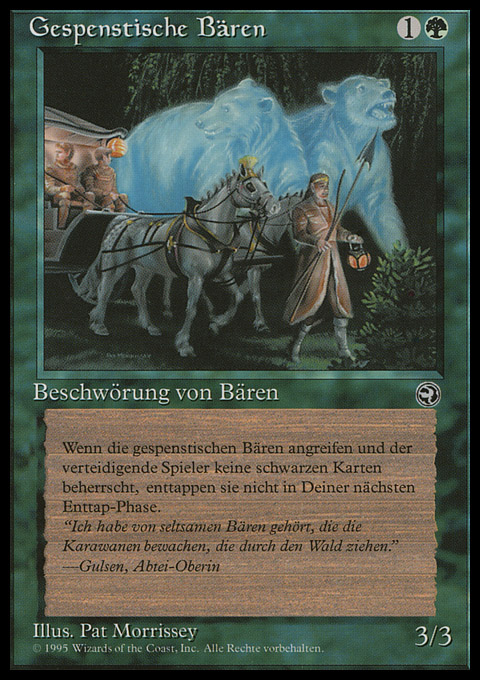 Gespenstische Bären 1
Beschwörung von Bären
Wenn die gespenstischen Bären angreifen und der
verteidigende Spieler keine schwarzen Karten
beherrscht, enttappen sie nicht in Deiner nächsten
Enttap-Phase.
“Ich habe von seltsamen Bären gehört, die die
Karawanen bewachen, die durch den Wald ziehen.”
—Gulsen, Abtei-Oberin
Illus. Pat Morrissey
© 1995 Wizards of the Coast, Inc. Alle Rechte vorbehalten.
3/3